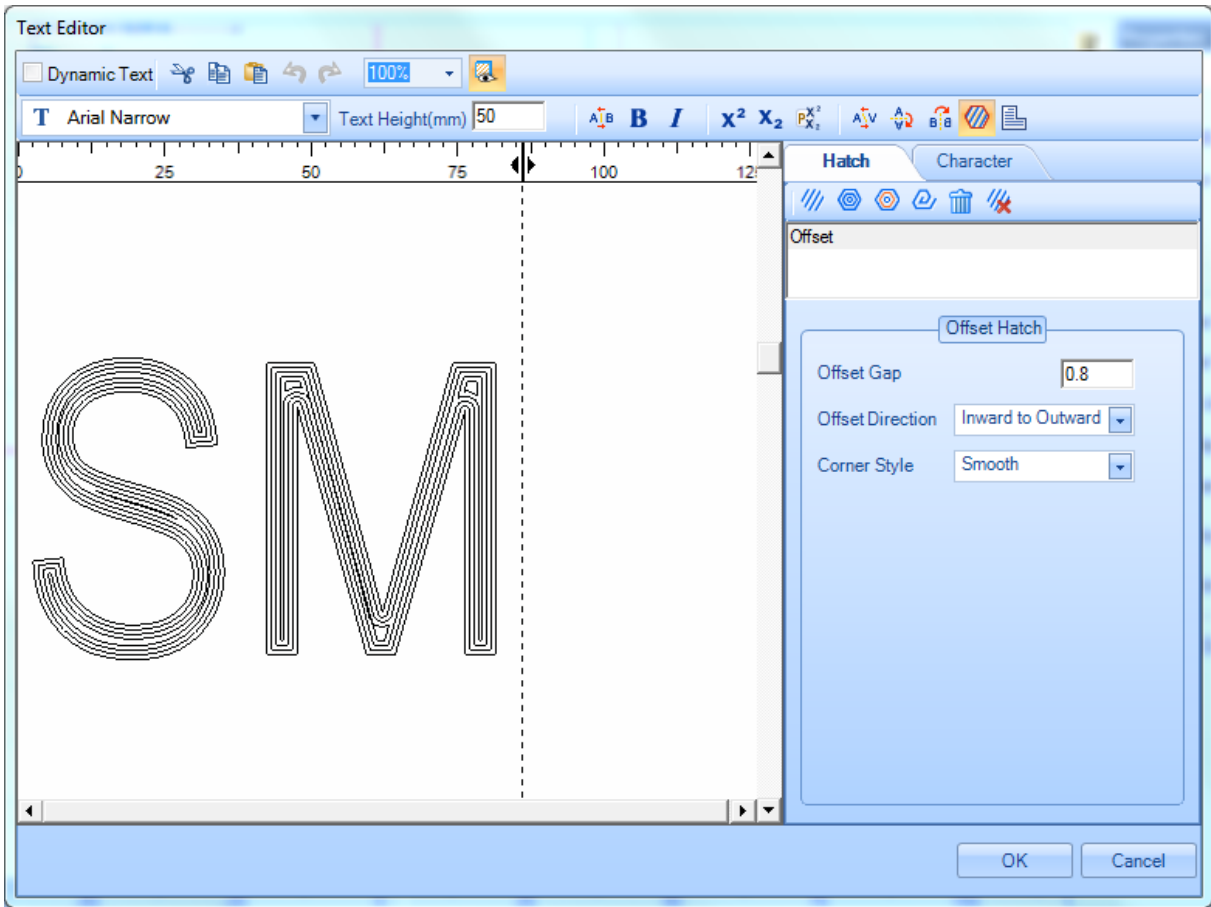 Text Editor
Dynamic Text 100%
T Arial Narrow Text Height(mm) 50 A B B I X² X₂ PX²X₂ A V A B B
0 25 50 75 100 125
Hatch Character
Offset
Offset Hatch
Offset Gap 0.8
Offset Direction Inward to Outward
Corner Style Smooth
SM
OK Cancel